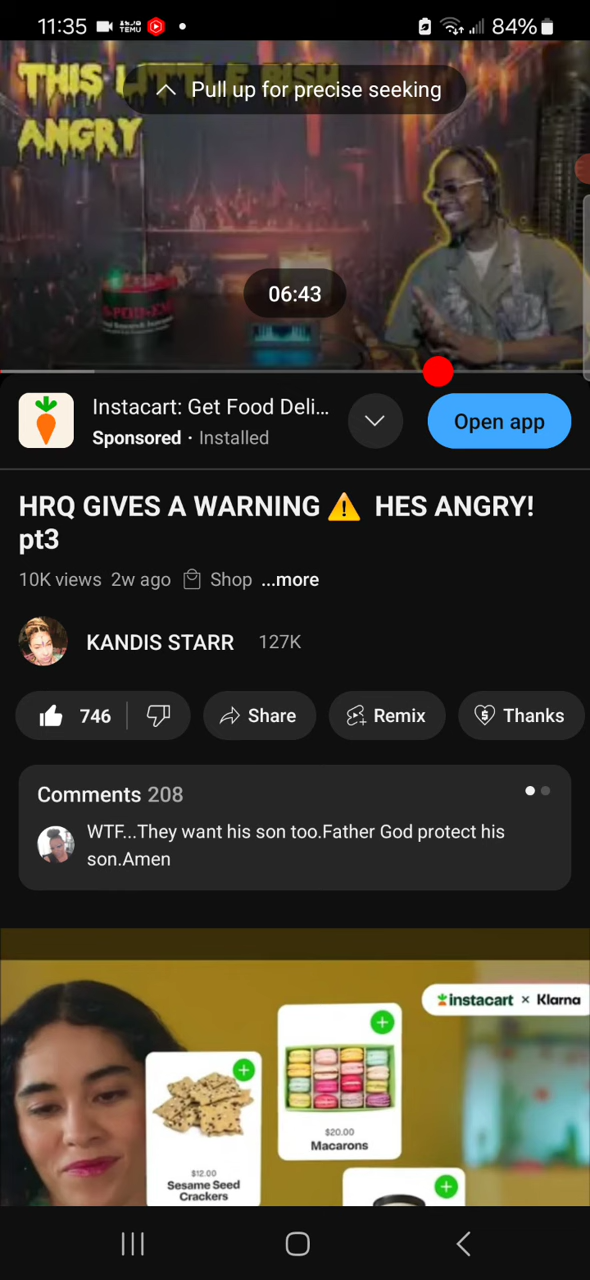 11:35
TEMU
84%
THIS LITTLE DISH
Pull up for precise seeking
ANGRY
06:43
Instacart: Get Food Deli...
Sponsored · Installed
Open app
HRQ GIVES A WARNING ⚠️ HES ANGRY!
pt3
10K views 2w ago Shop ...more
KANDIS STARR 127K
746
Share
Remix
Thanks
Comments 208
WTF...They want his son too.Father God protect his
son.Amen
instacart × Klarna
$20.00
Macarons
$12.00
Sesame Seed
Crackers